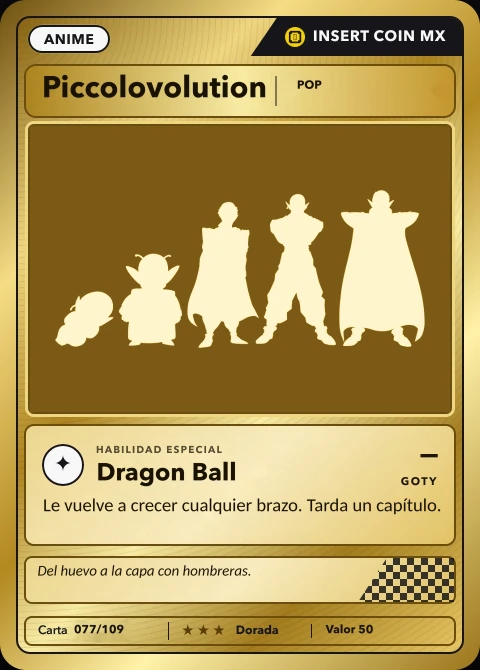 ANIME
INSERT COIN MX
Piccolovolution
POP
HABILIDAD ESPECIAL
Dragon Ball
—
GOTY
Le vuelve a crecer cualquier brazo. Tarda un capítulo.
Del huevo a la capa con hombreras.
Carta 077/109 ★ ★ ★ Dorada Valor 50